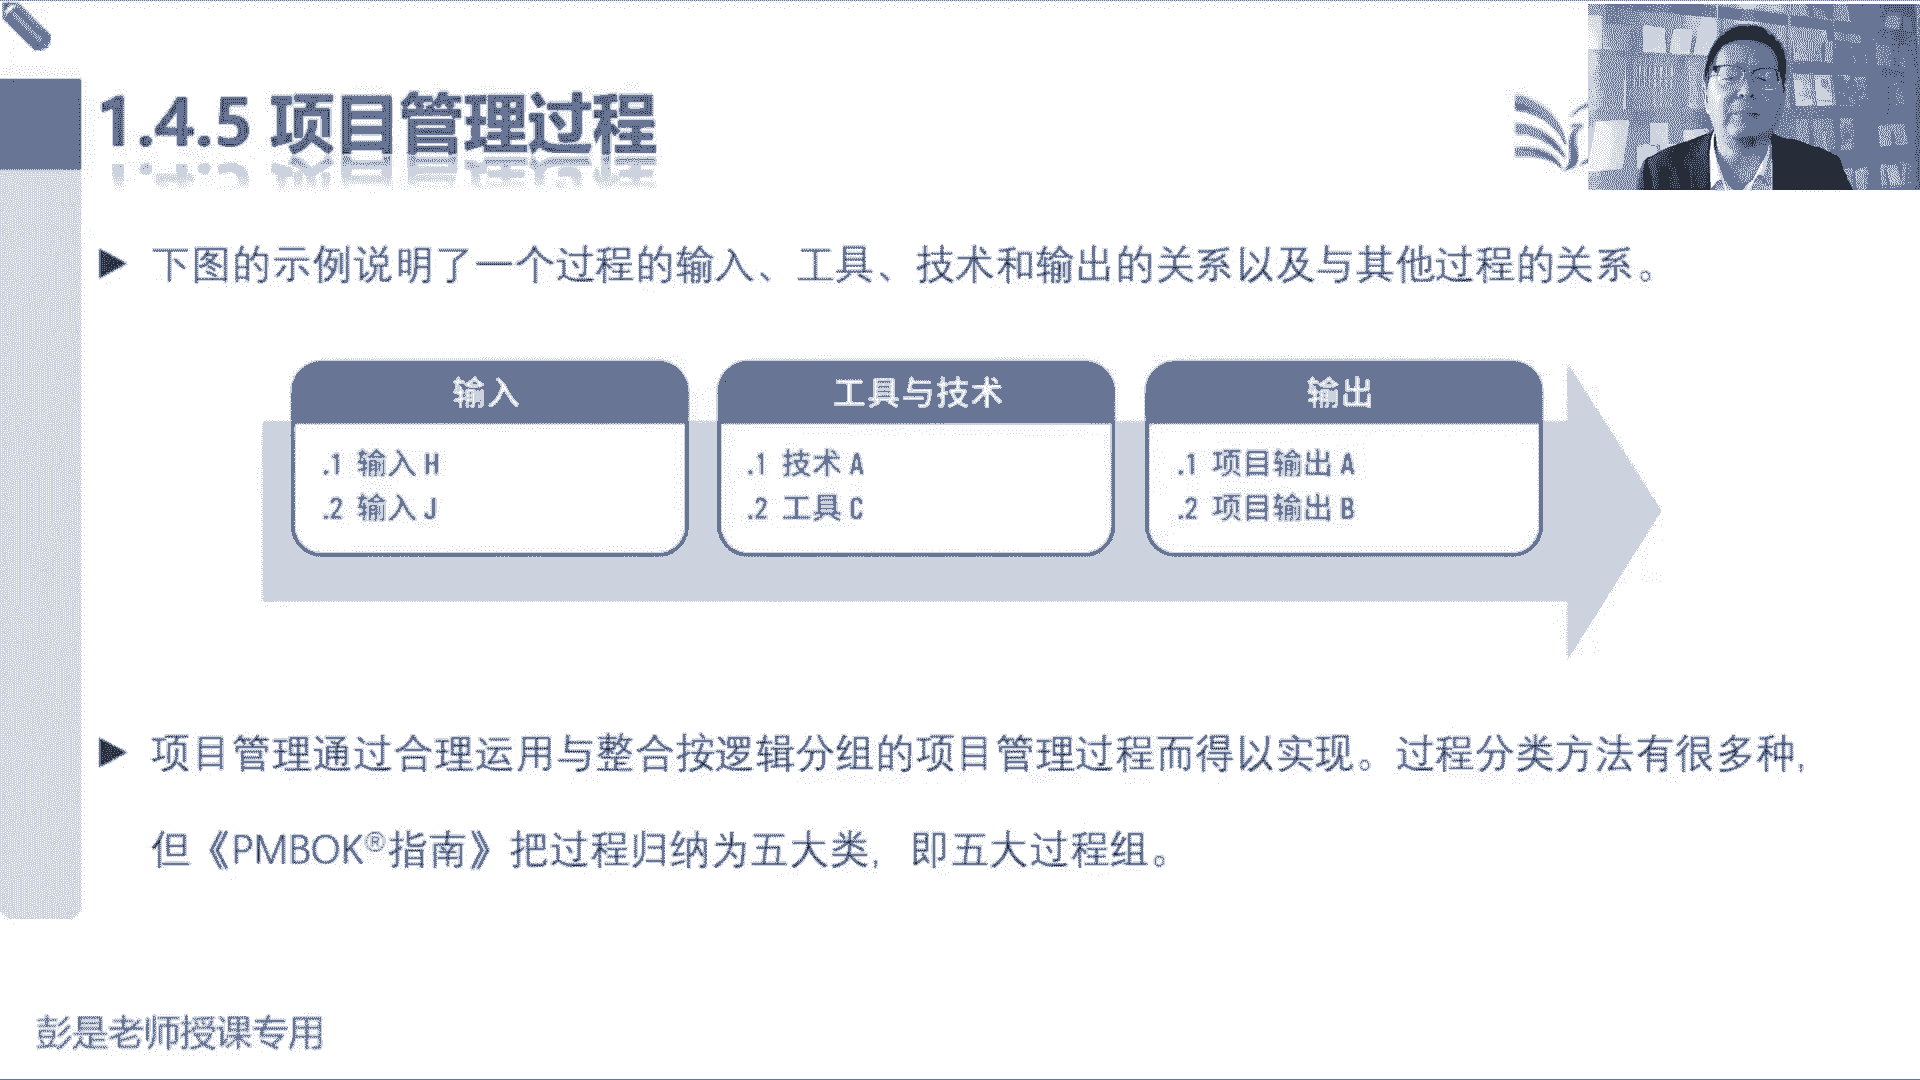 1.4.5 项目管理过程
下图的示例说明了一个过程的输入、工具、技术和输出的关系以及与其他过程的关系。
输入
.1 输入 H
.2 输入 J
工具与技术
.1 技术 A
.2 工具 C
输出
.1 项目输出 A
.2 项目输出 B
项目管理通过合理运用与整合按逻辑分组的项目管理过程而得以实现。过程分类方法有很多种，
但《PMBOK®指南》把过程归纳为五大类，即五大过程组。
彭是老师授课专用